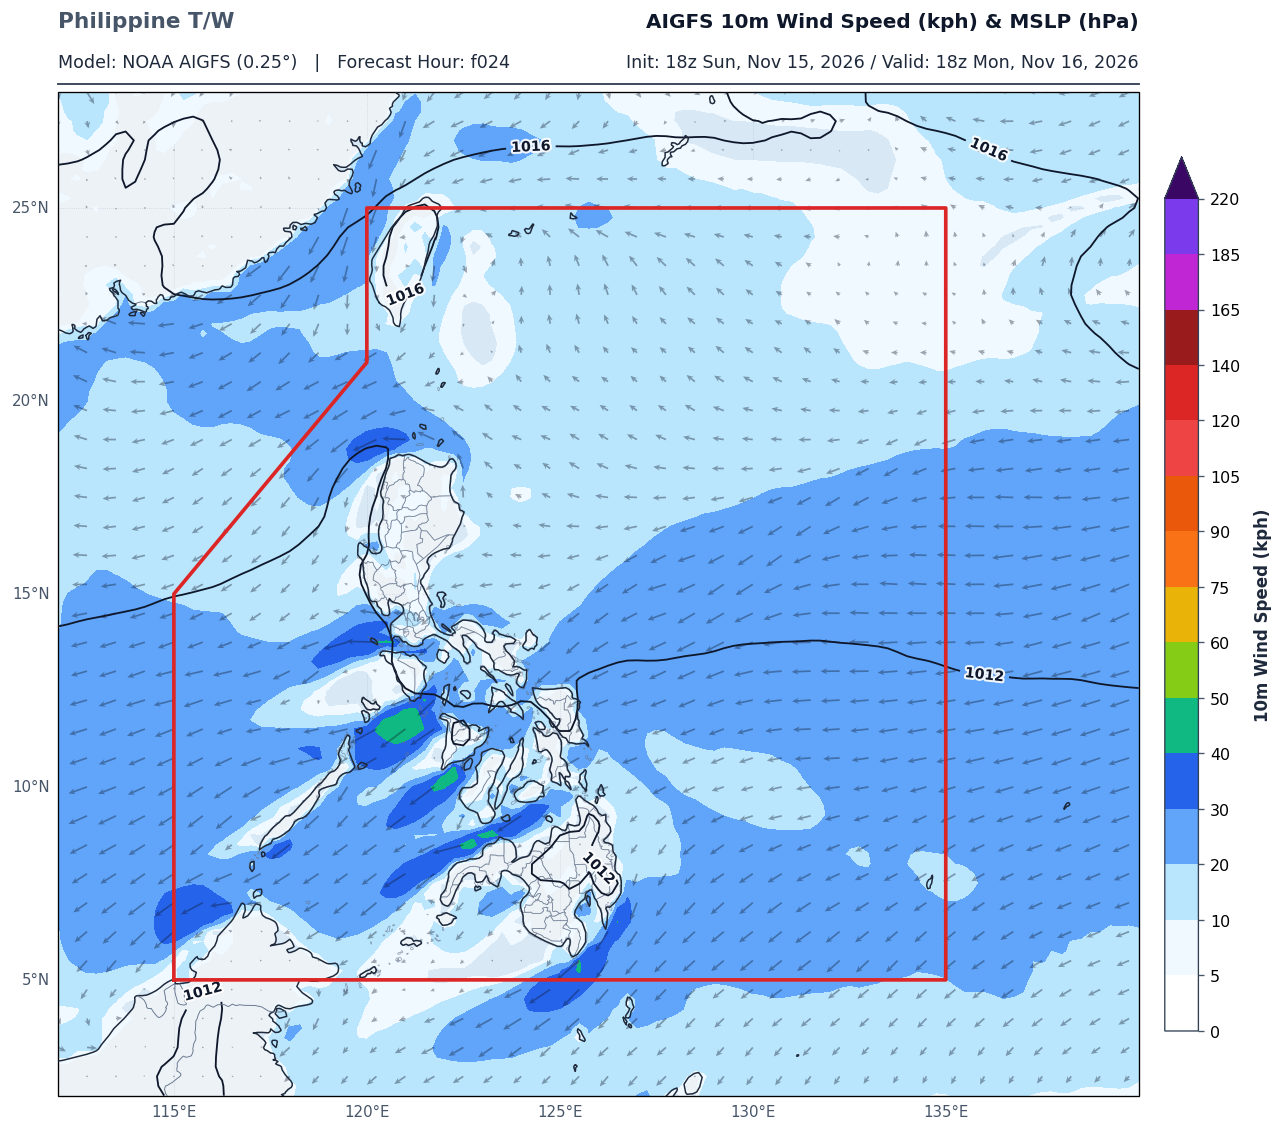 Philippine T/W
AIGFS 10m Wind Speed (kph) & MSLP (hPa)
Model: NOAA AIGFS (0.25°)   |   Forecast Hour: f024
Init: 18z Sun, Nov 15, 2026 / Valid: 18z Mon, Nov 16, 2026
1016
1016
1016
1012
1012
1012
25°N
20°N
15°N
10°N
5°N
115°E
120°E
125°E
130°E
135°E
220
185
165
140
120
105
90
75
60
50
40
30
20
10
5
0
10m Wind Speed (kph)